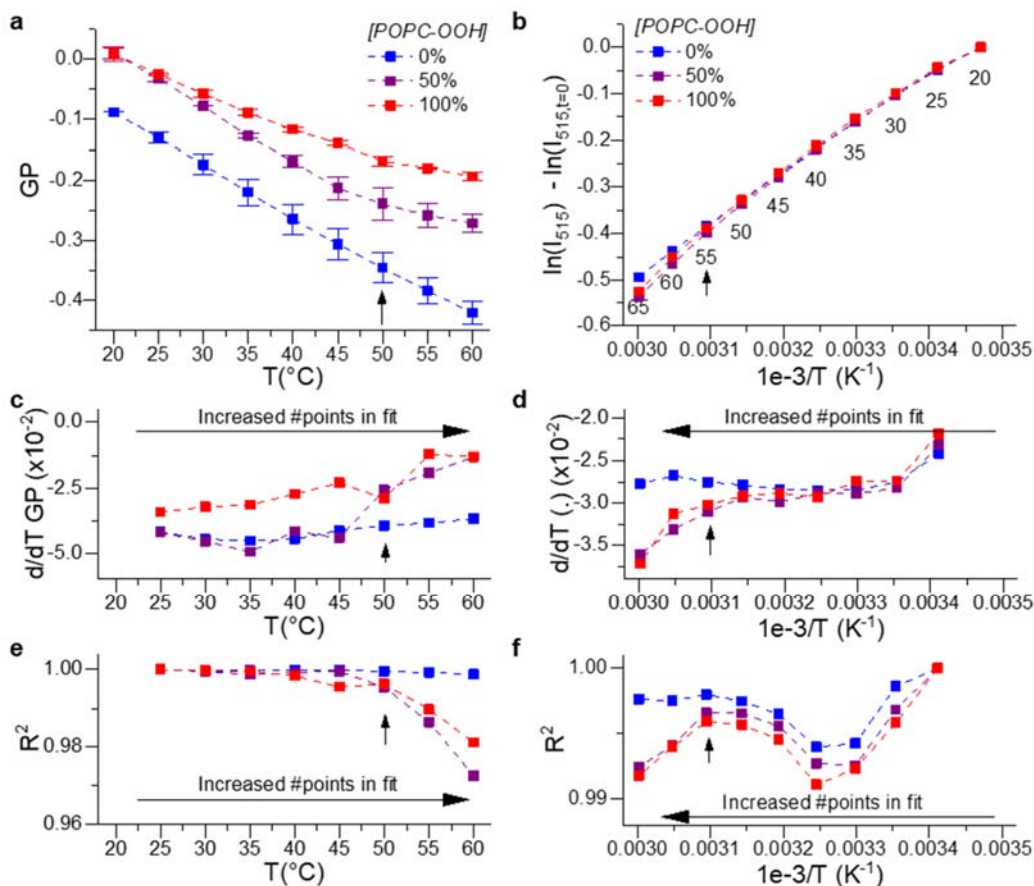 a
[POPC-OOH]
0%
50%
100%
GP
0.0
-0.1
-0.2
-0.3
-0.4
20 25 30 35 40 45 50 55 60
T(°C)
b
[POPC-OOH]
0%
50%
100%
ln(I515) - ln(I515,t=0)
0.0
-0.1
-0.2
-0.3
-0.4
-0.5
-0.6
20
25
30
35
40
45
50
55
60
65
0.0030 0.0031 0.0032 0.0033 0.0034 0.0035
1e-3/T (K-1)
c
Increased #points in fit
d/dT GP (x10-2)
0.0
-2.5
-5.0
20 25 30 35 40 45 50 55 60
T(°C)
d
Increased #points in fit
d/dT (.) (x10-2)
-2.0
-2.5
-3.0
-3.5
0.0030 0.0031 0.0032 0.0033 0.0034 0.0035
1e-3/T (K-1)
e
R2
1.00
0.98
0.96
Increased #points in fit
20 25 30 35 40 45 50 55 60
T(°C)
f
R2
1.00
0.99
Increased #points in fit
0.0030 0.0031 0.0032 0.0033 0.0034 0.0035
1e-3/T (K-1)